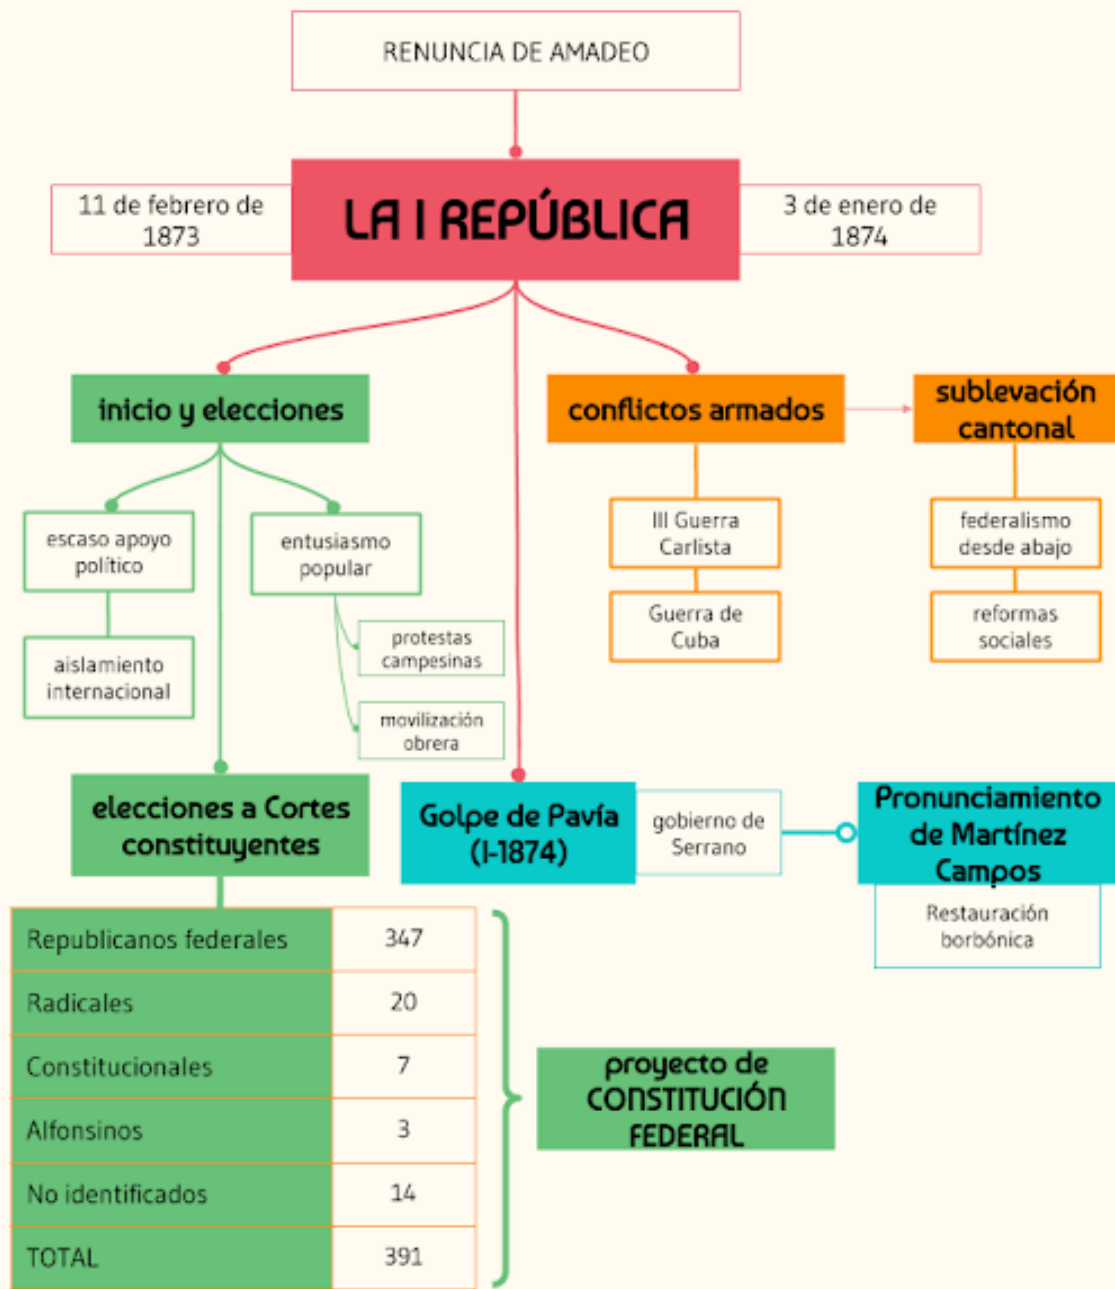 RENUNCIA DE AMADEO
11 de febrero de
1873
LA I REPÚBLICA
3 de enero de
1874
inicio y elecciones
conflictos armados
sublevación
cantonal
escaso apoyo
político
entusiasmo
popular
III Guerra
Carlista
federalismo
desde abajo
aislamiento
internacional
protestas
campesinas
Guerra de
Cuba
reformas
sociales
movilización
obrera
elecciones a Cortes
constituyentes
Golpe de Pavía
(I-1874)
gobierno de
Serrano
Pronunciamiento
de Martínez
Campos
Restauración
borbónica
Republicanos federales 347
Radicales 20
Constitucionales 7
Alfonsinos 3
No identificados 14
TOTAL 391
proyecto de
CONSTITUCIÓN
FEDERAL